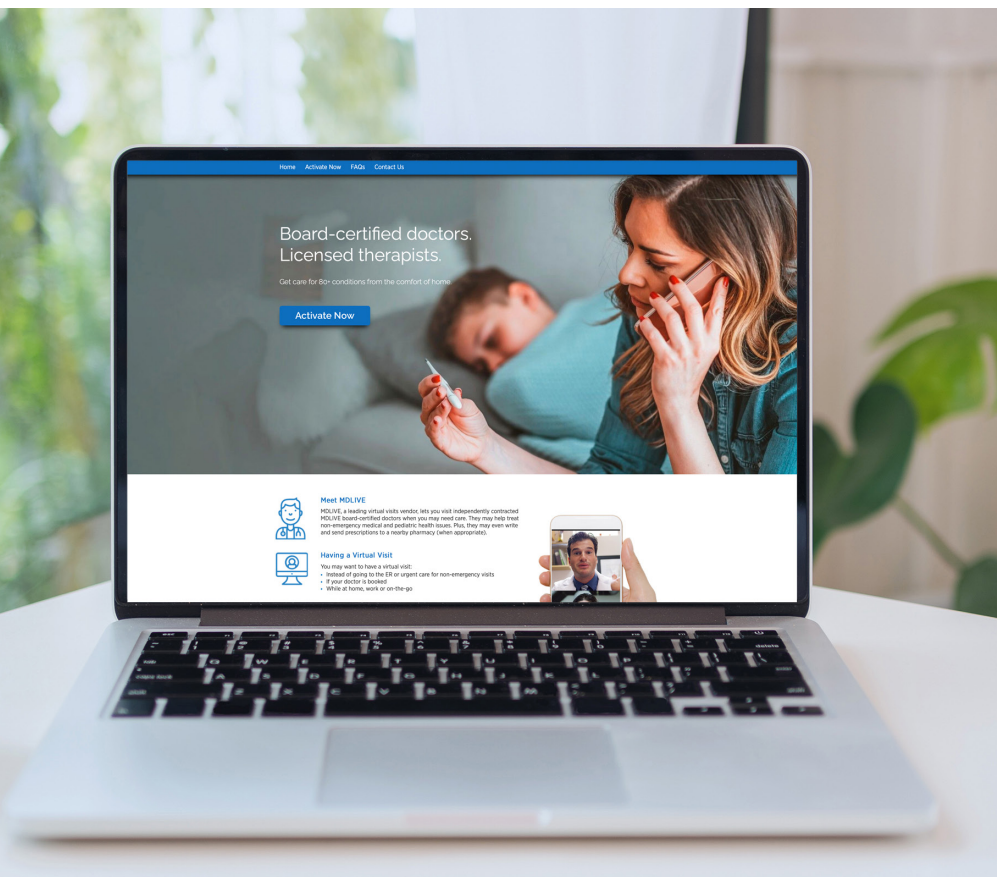 Home Activate Now FAQs Contact Us
Board-certified doctors.
Licensed therapists.
Get care for 80+ conditions from the comfort of home.
Activate Now
Meet MDLIVE
MDLIVE, a leading virtual visits vendor, lets you visit independently contracted
MDLIVE board-certified doctors when you may need care. They may help treat
non-emergency medical and pediatric health issues. Plus, they may even write
and send prescriptions to a nearby pharmacy (when appropriate).
Having a Virtual Visit
You may want to have a virtual visit:
• Instead of going to the ER or urgent care for non-emergency visits
• If your doctor is booked
• While at home, work or on-the-go
delete